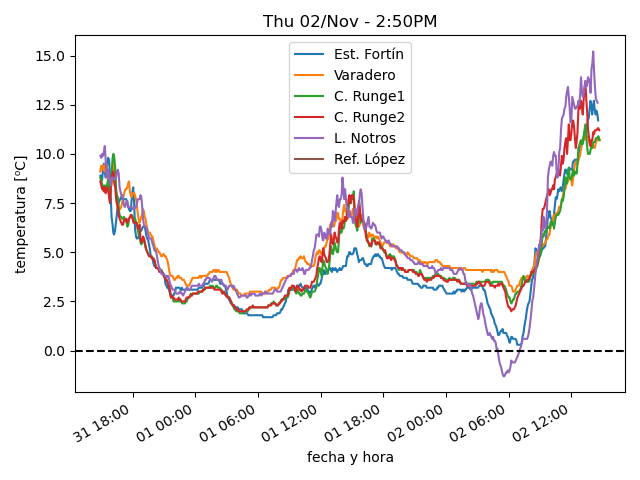 Thu 02/Nov - 2:50PM
Est. Fortín
Varadero
C. Runge1
C. Runge2
L. Notros
Ref. López
temperatura [ºC]
15.0
12.5
10.0
7.5
5.0
2.5
0.0
31 18:00
01 00:00
01 06:00
01 12:00
01 18:00
02 00:00
02 06:00
02 12:00
fecha y hora